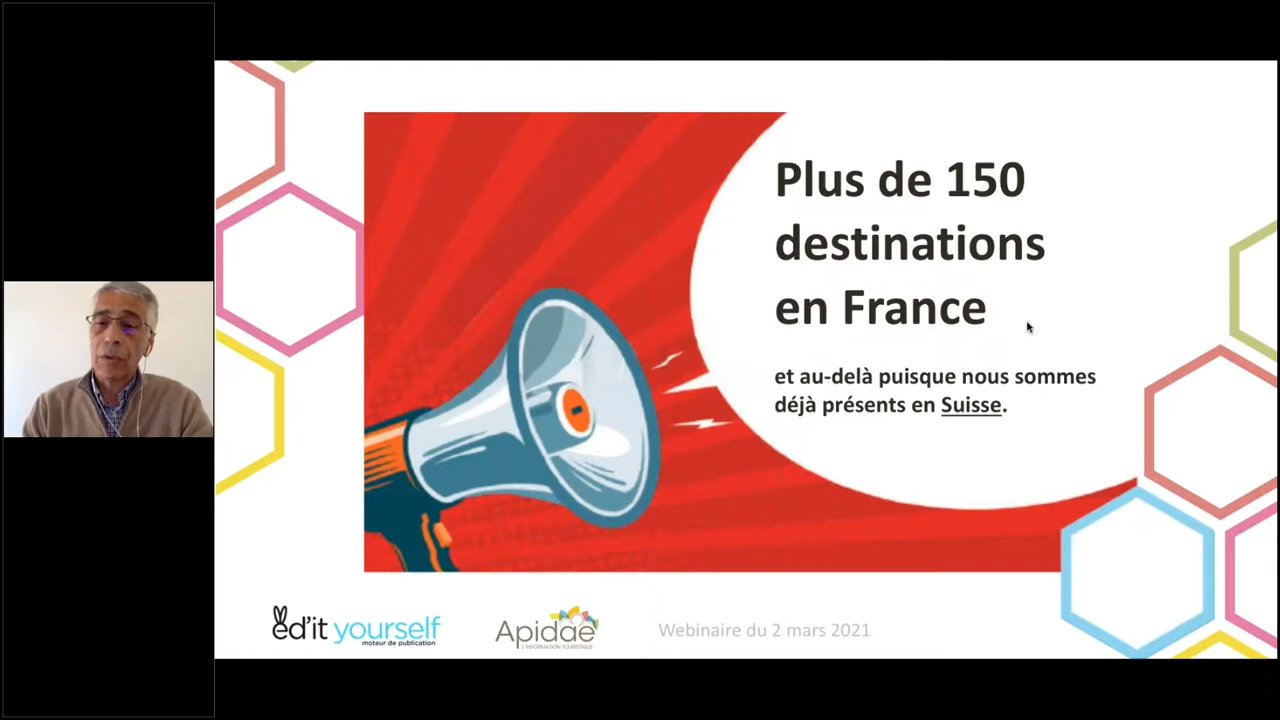 Plus de 150
destinations
en France
et au-delà puisque nous sommes
déjà présents en Suisse.
ed'it yourself
moteur de publication
Apidae
L'INFORMATION TOURISTIQUE
Webinaire du 2 mars 2021